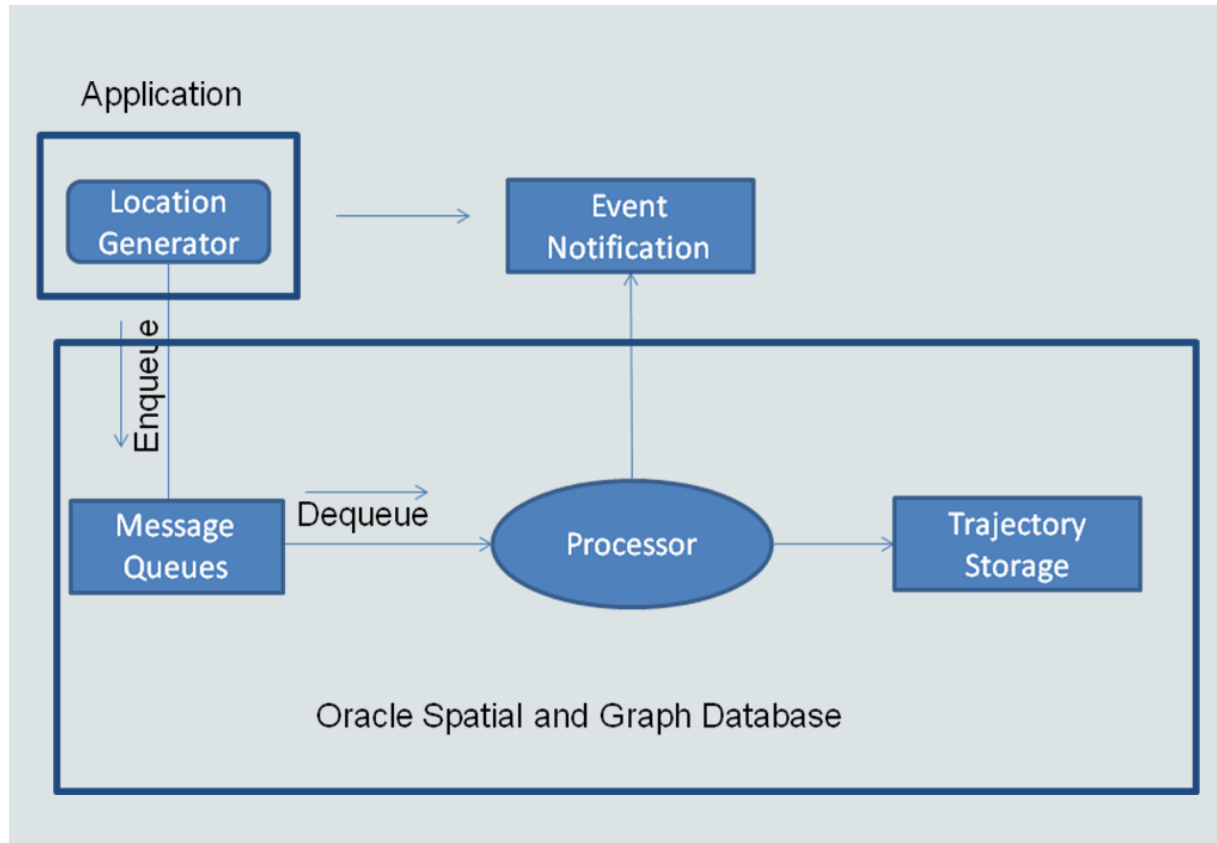 Application
Location
Generator
Event
Notification
Enqueue
Message
Queues
Dequeue
Processor
Trajectory
Storage
Oracle Spatial and Graph Database